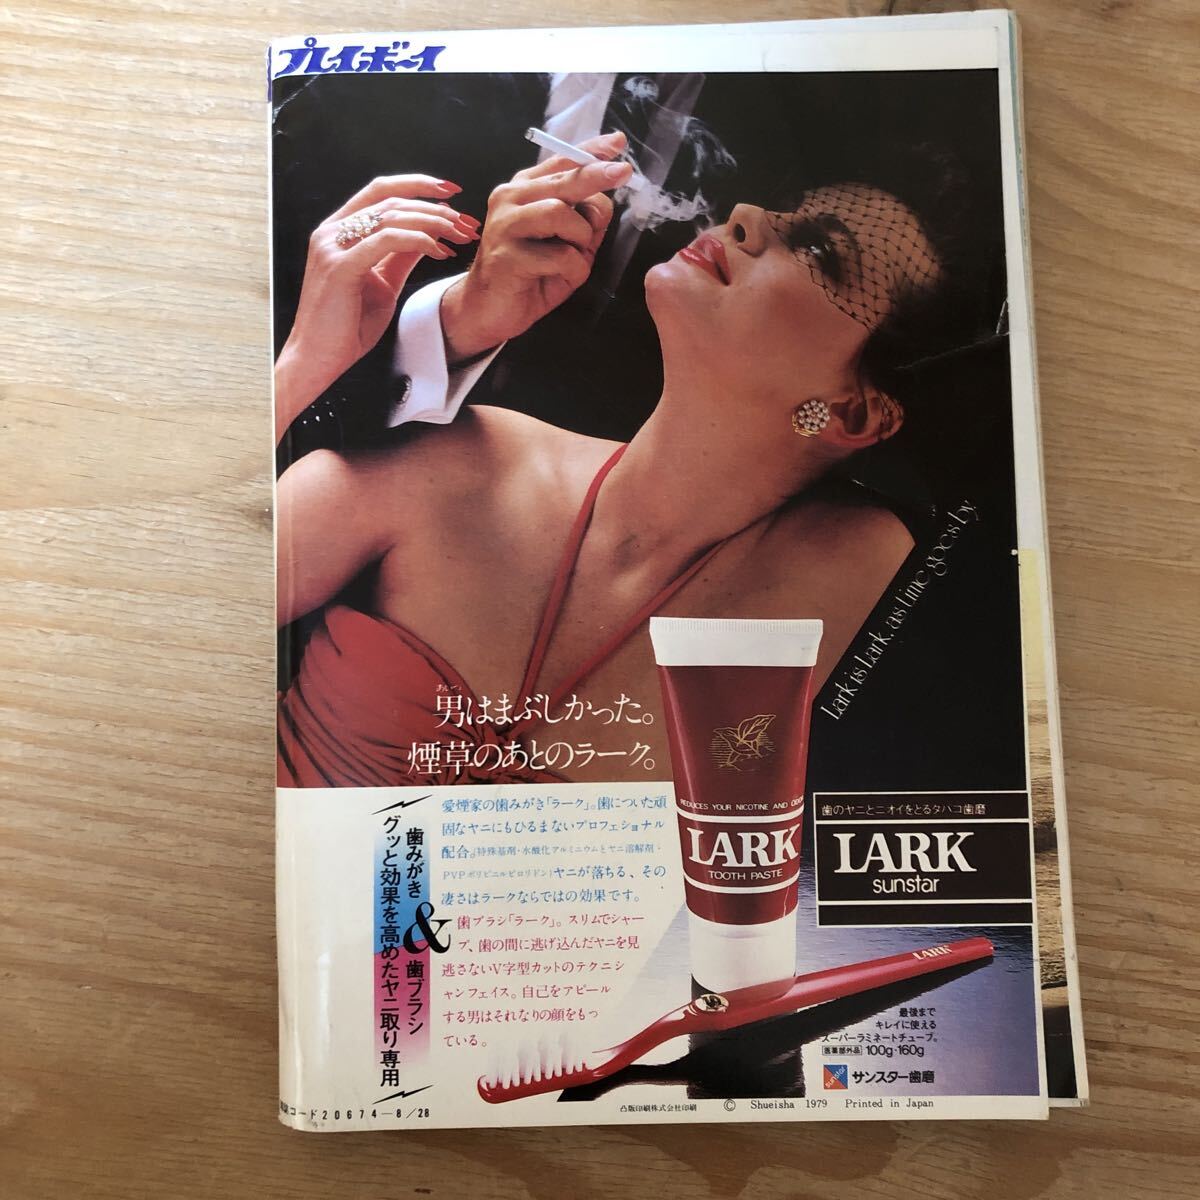 プレイボーイ
Lark is Lark, as time goes by
あいつ
男はまぶしかった。
煙草のあとのラーク。
愛煙家の歯みがき「ラーク」。歯についた頑
固なヤニにもひるまないプロフェショナル
配合。(特殊基剤・水酸化アルミニウムとヤニ溶解剤・
PVPポリビニルピロリドン)ヤニが落ちる、その
凄さはラークならではの効果です。
歯ブラシ「ラーク」。スリムでシャー
プ、歯の間に逃げ込んだヤニを見
逃さないV字型カットのテクニシ
ャンフェイス。自己をアピール
する男はそれなりの顔をもっ
ている。
歯みがき&歯ブラシ
グッと効果を高めたヤニ取り専用
REDUCES YOUR NICOTINE AND ODOR
LARK
TOOTH PASTE
歯のヤニとニオイをとるタバコ歯磨
LARK
sunstar
LARK
最後まで
キレイに使える
スーパーラミネートチューブ。
医薬部外品 100g・160g
sunstar サンスター歯磨
コード20674-8/28
凸版印刷株式会社印刷
© Shueisha 1979 Printed in Japan